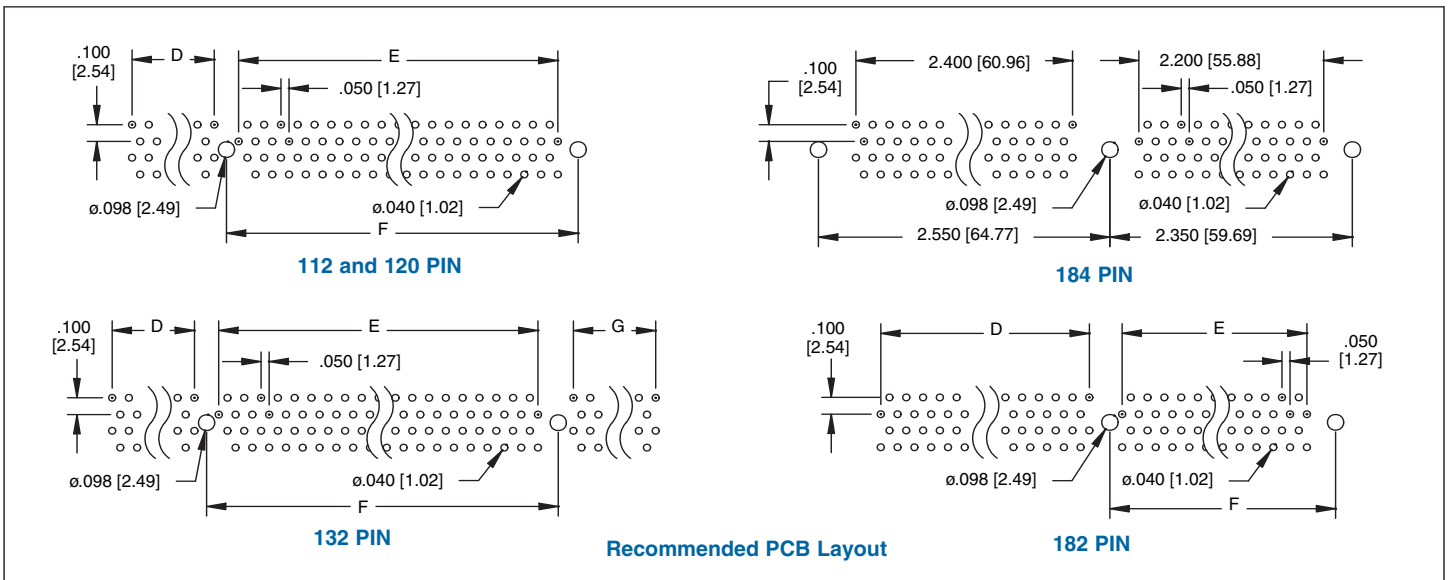 .100
[2.54]
D
E
.050 [1.27]
ø.098 [2.49]
ø.040 [1.02]
F
112 and 120 PIN
.100
[2.54]
2.400 [60.96]
2.200 [55.88]
.050 [1.27]
ø.098 [2.49]
ø.040 [1.02]
2.550 [64.77]
2.350 [59.69]
184 PIN
.100
[2.54]
D
E
G
.050 [1.27]
ø.098 [2.49]
ø.040 [1.02]
F
132 PIN
.100
[2.54]
D
E
.050
[1.27]
ø.098 [2.49]
ø.040 [1.02]
F
182 PIN
Recommended PCB Layout